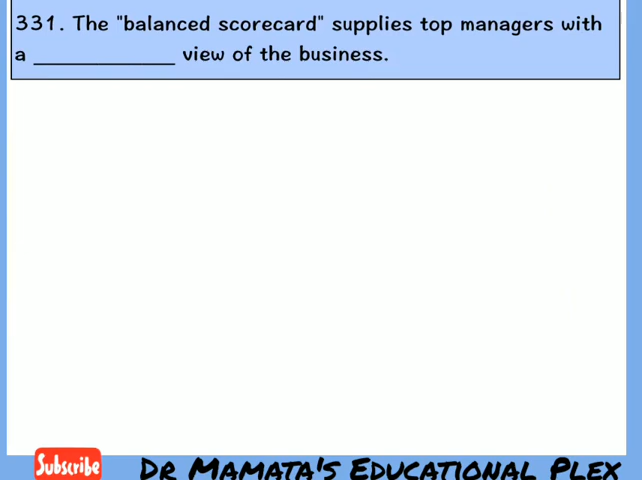 331. The "balanced scorecard" supplies top managers with
a ____________ view of the business.
Subscribe
Dr Mamata's Educational Plex